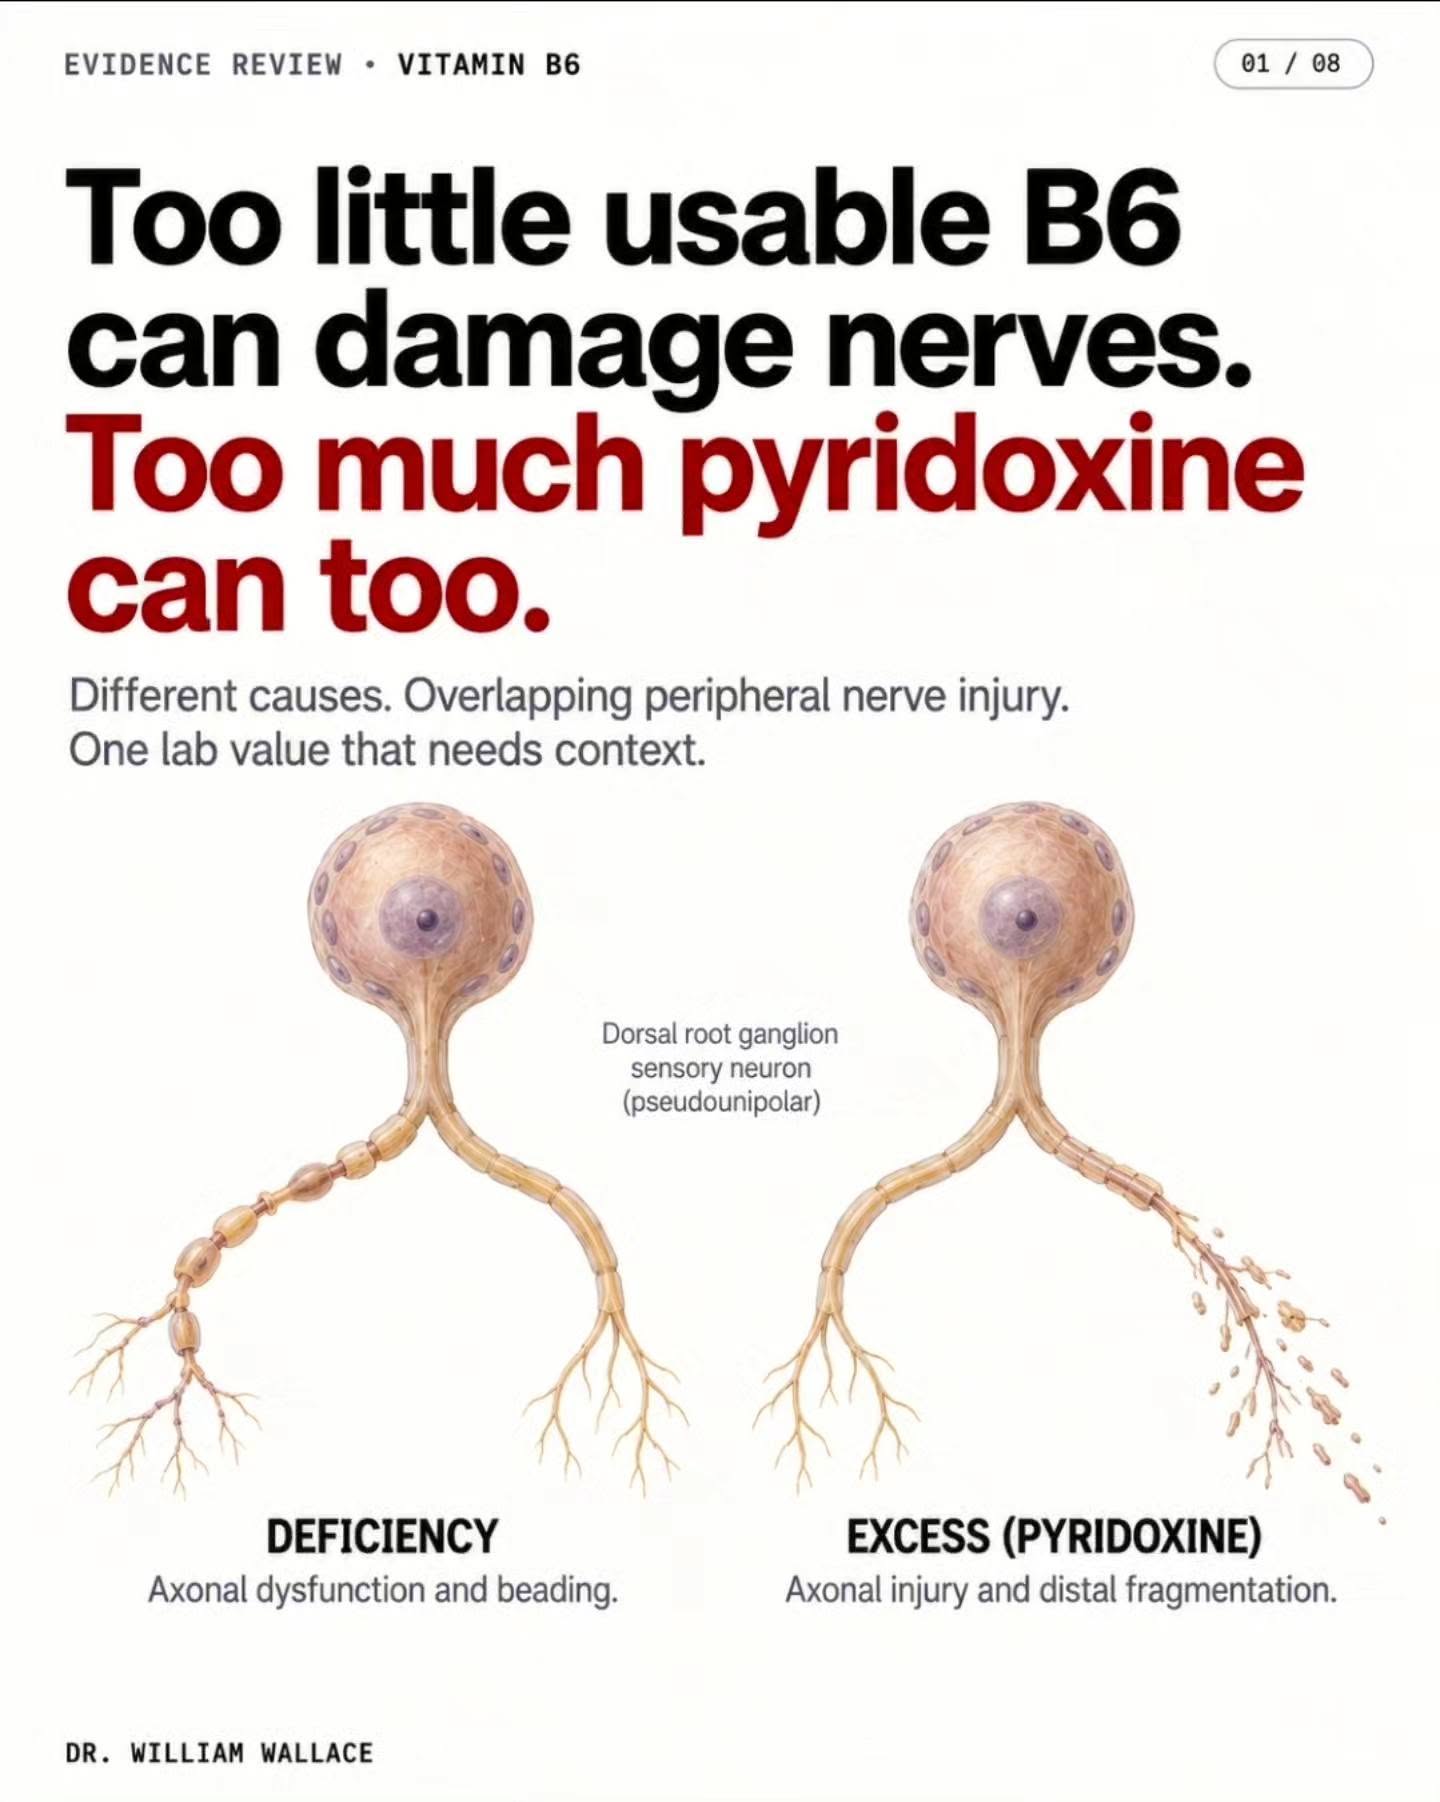 EVIDENCE REVIEW • VITAMIN B6
01 / 08
Too little usable B6
can damage nerves.
Too much pyridoxine
can too.
Different causes. Overlapping peripheral nerve injury.
One lab value that needs context.
Dorsal root ganglion
sensory neuron
(pseudounipolar)
DEFICIENCY
Axonal dysfunction and beading.
EXCESS (PYRIDOXINE)
Axonal injury and distal fragmentation.
DR. WILLIAM WALLACE